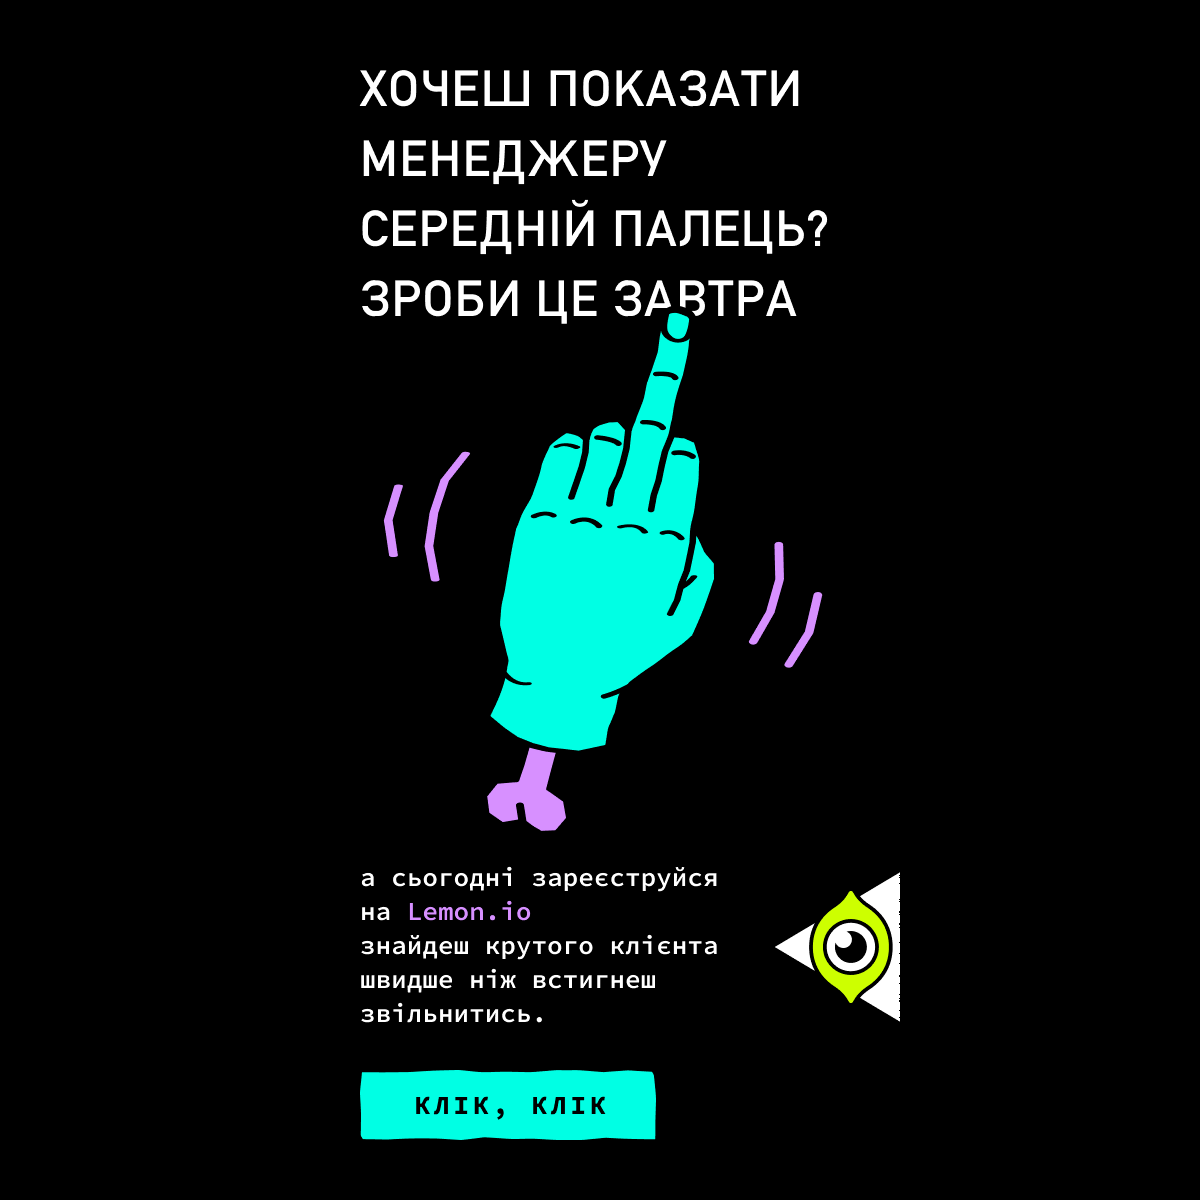 ХОЧЕШ ПОКАЗАТИ
МЕНЕДЖЕРУ
СЕРЕДНІЙ ПАЛЕЦЬ?
ЗРОБИ ЦЕ ЗАВТРА
а сьогодні зареєструйся
на Lemon.io
знайдеш крутого клієнта
швидше ніж встигнеш
звільнитись.
КЛІК, КЛІК